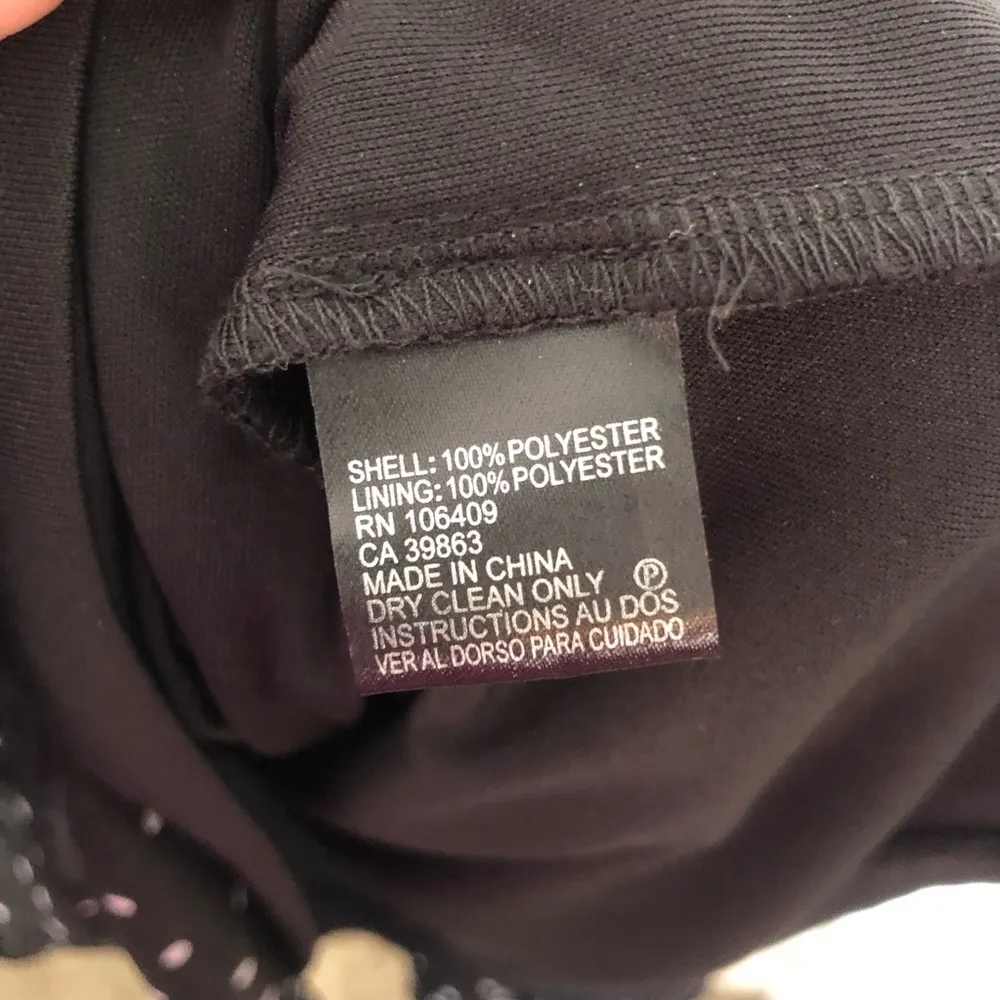 SHELL: 100% POLYESTER
LINING: 100% POLYESTER
RN 106409
CA 39863
MADE IN CHINA
DRY CLEAN ONLY Ⓟ
INSTRUCTIONS AU DOS
VER AL DORSO PARA CUIDADO